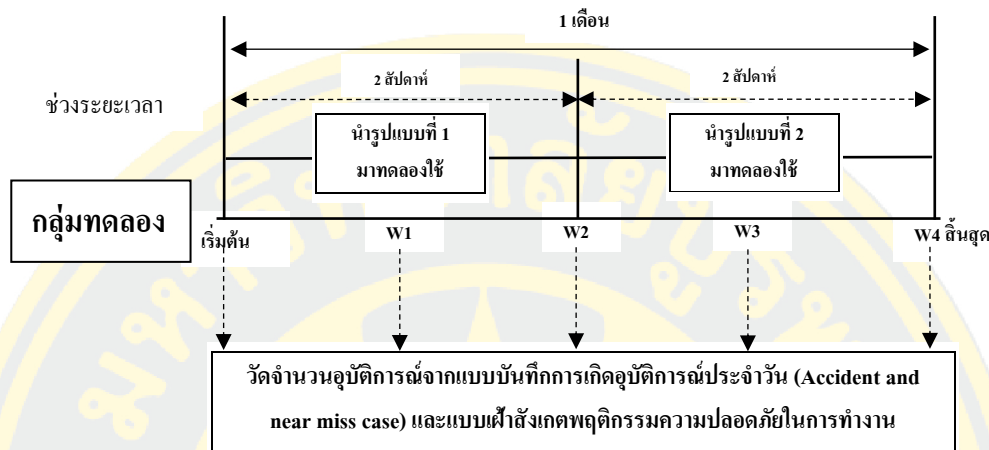 1 เดือน
2 สัปดาห์
2 สัปดาห์
ช่วงระยะเวลา
นำรูปแบบที่ 1
มาทดลองใช้
นำรูปแบบที่ 2
มาทดลองใช้
กลุ่มทดลอง
เริ่มต้น
W1
W2
W3
W4 สิ้นสุด
วัดจำนวนอุบัติการณ์จากแบบบันทึกการเกิดอุบัติการณ์ประจำวัน (Accident and
near miss case) และแบบเฝ้าสังเกตพฤติกรรมความปลอดภัยในการทำงาน